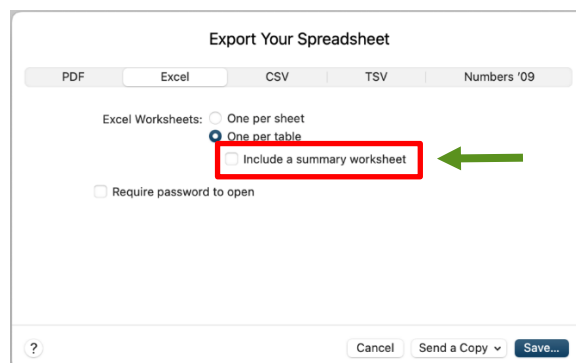 Export Your Spreadsheet
PDF Excel CSV TSV Numbers '09
Excel Worksheets: One per sheet
One per table
Include a summary worksheet
Require password to open
? Cancel Send a Copy Save...